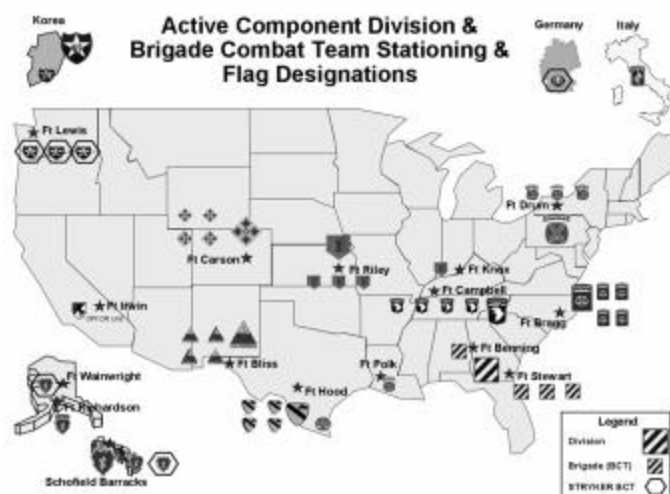 Korea
Active Component Division &
Brigade Combat Team Stationing &
Flag Designations
Germany
Italy
Ft Lewis
Ft Drum
Ft Carson
Ft Riley
Ft Knox
Ft Campbell
Ft Irwin
Ft Bragg
Ft Benning
Ft Wainwright
Ft Bliss
Ft Polk
Ft Stewart
Ft Hood
Ft Richardson
Schofield Barracks
Legend
Division
Brigade (BCT)
STRYKER BCT